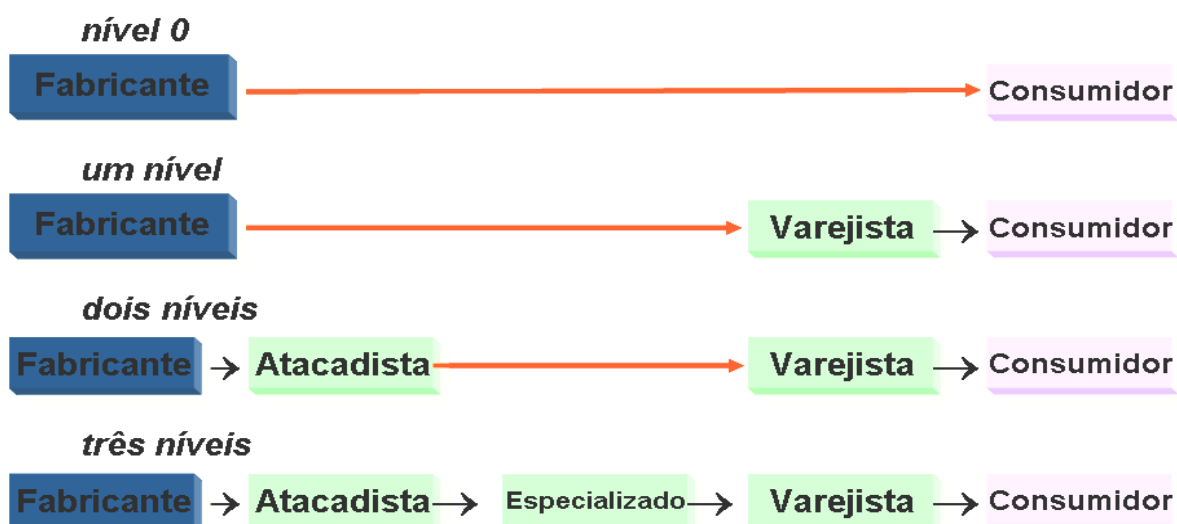 nível 0
Fabricante Consumidor
um nível
Fabricante Varejista Consumidor
dois níveis
Fabricante Atacadista Varejista Consumidor
três níveis
Fabricante Atacadista Especializado Varejista Consumidor